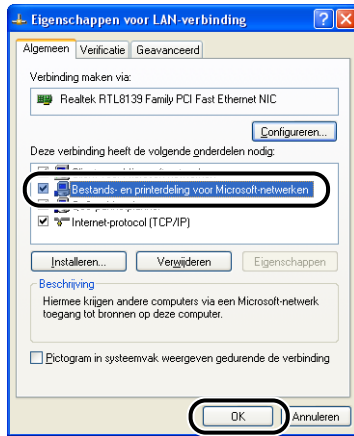 Eigenschappen voor LAN-verbinding
Algemeen Verificatie Geavanceerd
Verbinding maken via:
Realtek RTL8139 Family PCI Fast Ethernet NIC
Configureren...
Deze verbinding heeft de volgende onderdelen nodig:
Bestands- en printerdeling voor Microsoft-netwerken
Internet-protocol (TCP/IP)
Installeren... Verwijderen Eigenschappen
Beschrijving
Hiermee krijgen andere computers via een Microsoft-netwerk
toegang tot bronnen op deze computer.
Pictogram in systeemvak weergeven gedurende de verbinding
OK Annuleren